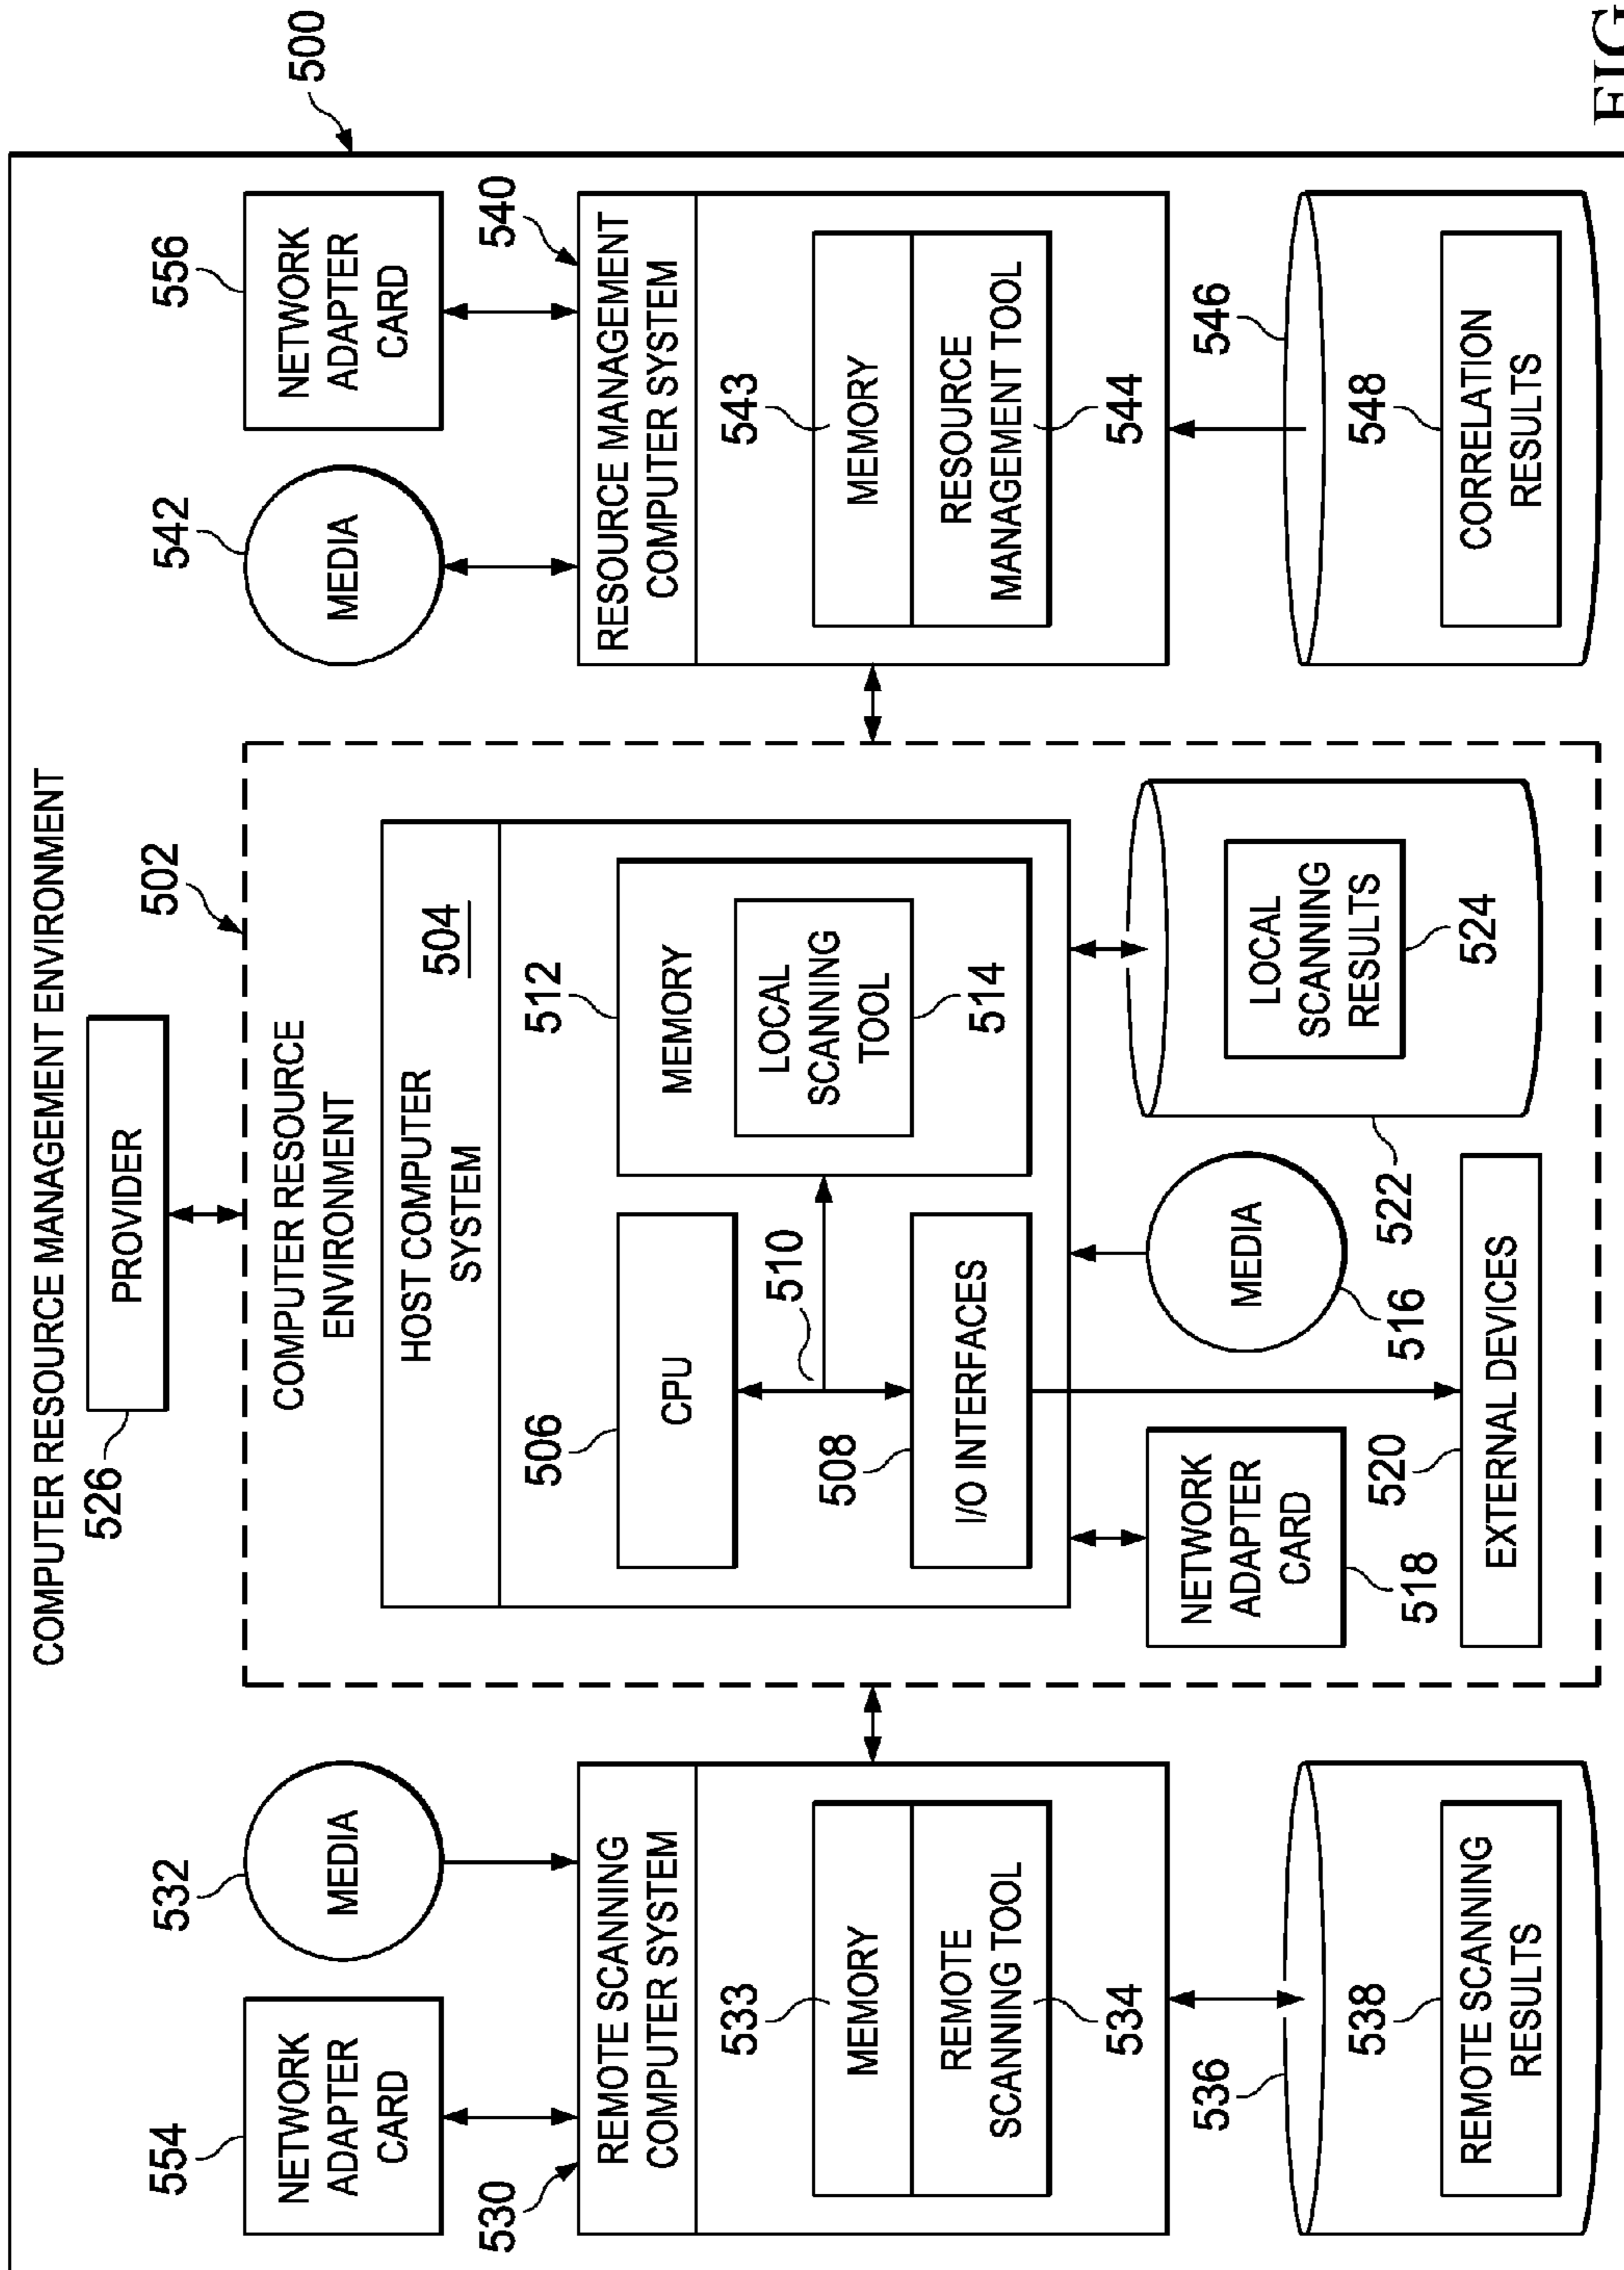 COMPUTER RESOURCE MANAGEMENT ENVIRONMENT
500
526
PROVIDER
554
NETWORK
ADAPTER
CARD
532
MEDIA
530
REMOTE SCANNING
COMPUTER SYSTEM
533
MEMORY
REMOTE
SCANNING TOOL
534
536
538
REMOTE SCANNING
RESULTS
502
COMPUTER RESOURCE
ENVIRONMENT
HOST COMPUTER
SYSTEM
504
506
CPU
510
508
I/O INTERFACES
512
MEMORY
LOCAL
SCANNING
TOOL
514
NETWORK
ADAPTER
CARD
518
MEDIA
516
520
EXTERNAL DEVICES
522
LOCAL
SCANNING
RESULTS
524
542
MEDIA
556
NETWORK
ADAPTER
CARD
540
RESOURCE MANAGEMENT
COMPUTER SYSTEM
543
MEMORY
RESOURCE
MANAGEMENT TOOL
544
546
548
CORRELATION
RESULTS
FIG